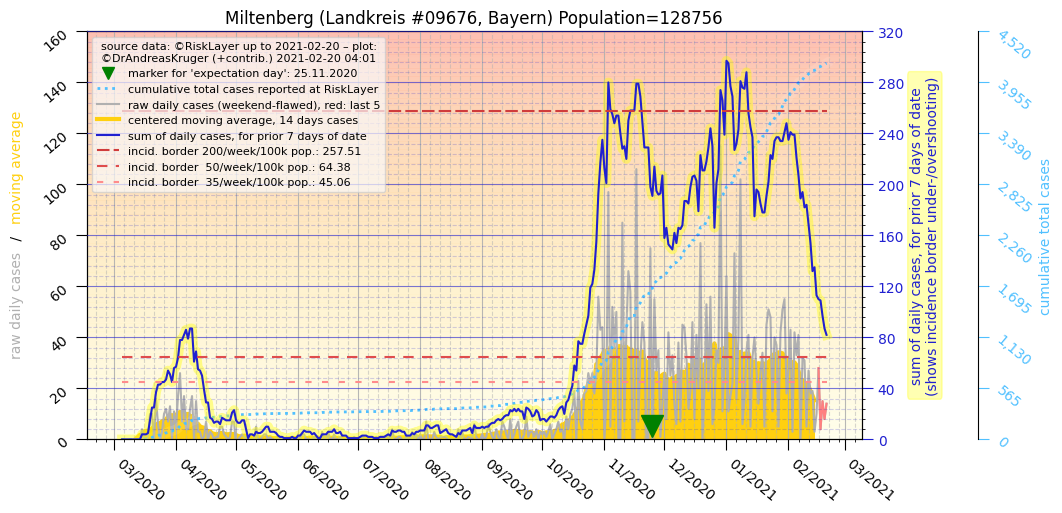 Miltenberg (Landkreis #09676, Bayern) Population=128756
source data: ©RiskLayer up to 2021-02-20 – plot:
©DrAndreasKruger (+contrib.) 2021-02-20 04:01
marker for 'expectation day': 25.11.2020
cumulative total cases reported at RiskLayer
raw daily cases (weekend-flawed), red: last 5
centered moving average, 14 days cases
sum of daily cases, for prior 7 days of date
incid. border 200/week/100k pop.: 257.51
incid. border  50/week/100k pop.: 64.38
incid. border  35/week/100k pop.: 45.06
raw daily cases  /  moving average
160
140
120
100
80
60
40
20
0
03/2020
04/2020
05/2020
06/2020
07/2020
08/2020
09/2020
10/2020
11/2020
12/2020
01/2021
02/2021
03/2021
320
280
240
200
160
120
80
40
0
sum of daily cases, for prior 7 days of date
(shows incidence border under-/overshooting)
4,520
3,955
3,390
2,825
2,260
1,695
1,130
565
0
cumulative total cases